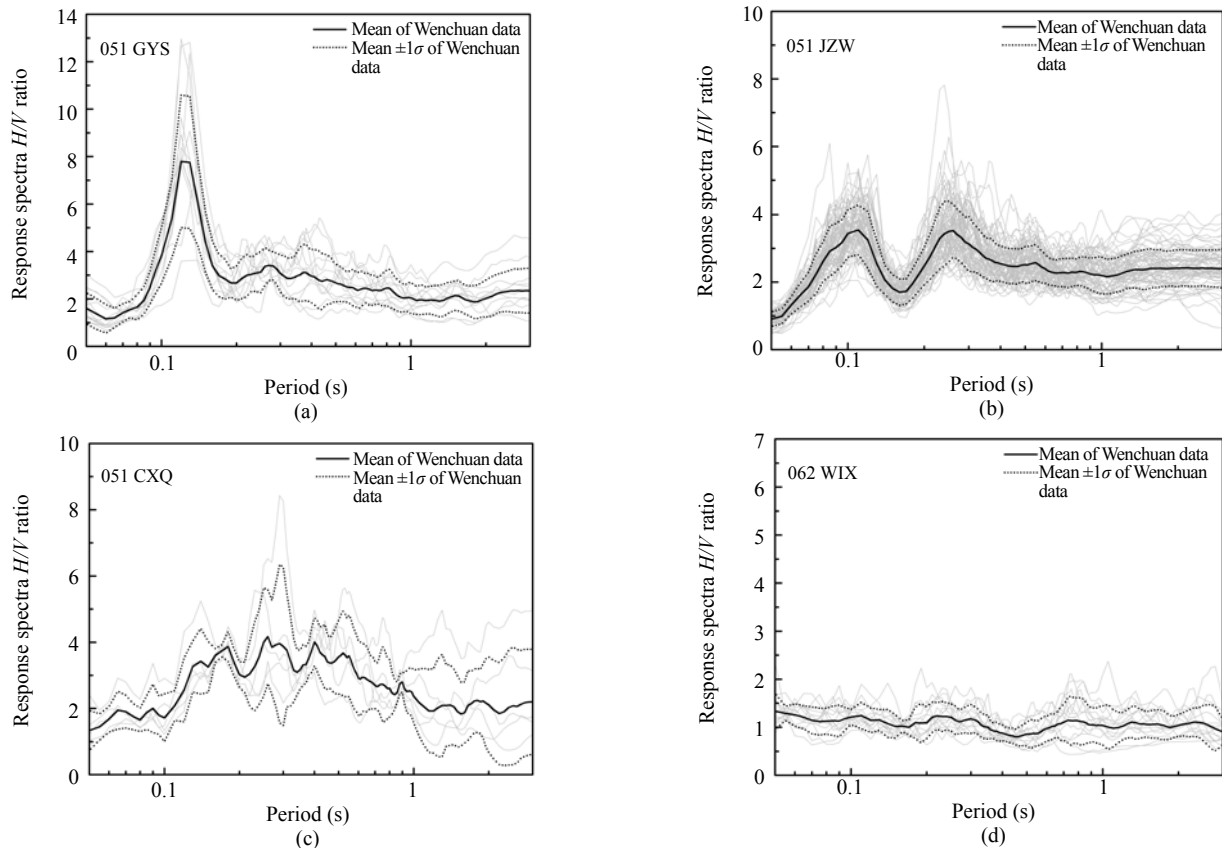 051 GYS
Mean of Wenchuan data
Mean ±1σ of Wenchuan
data
Response spectra H/V ratio
14
12
10
8
6
4
2
0
0.1
1
Period (s)
(a)
051 JZW
Mean of Wenchuan data
Mean ±1σ of Wenchuan
data
Response spectra H/V ratio
10
8
6
4
2
0
0.1
1
Period (s)
(b)
051 CXQ
Mean of Wenchuan data
Mean ±1σ of Wenchuan
data
Response spectra H/V ratio
10
8
6
4
2
0
0.1
1
Period (s)
(c)
062 WIX
Mean of Wenchuan data
Mean ±1σ of Wenchuan
data
Response spectra H/V ratio
7
6
5
4
3
2
1
0
0.1
1
Period (s)
(d)